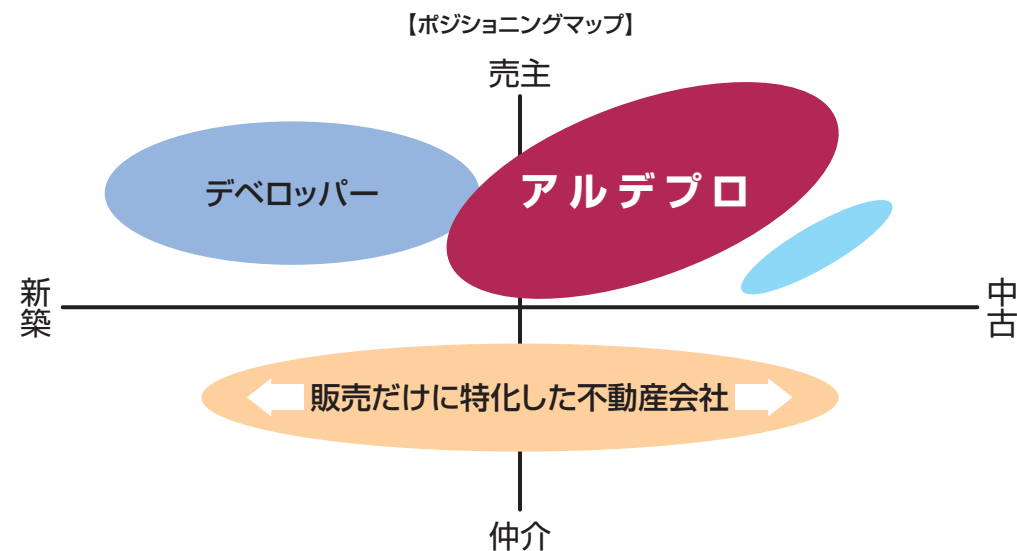 【ポジショニングマップ】
売主
デベロッパー
アルデプロ
新築
中古
販売だけに特化した不動産会社
仲介